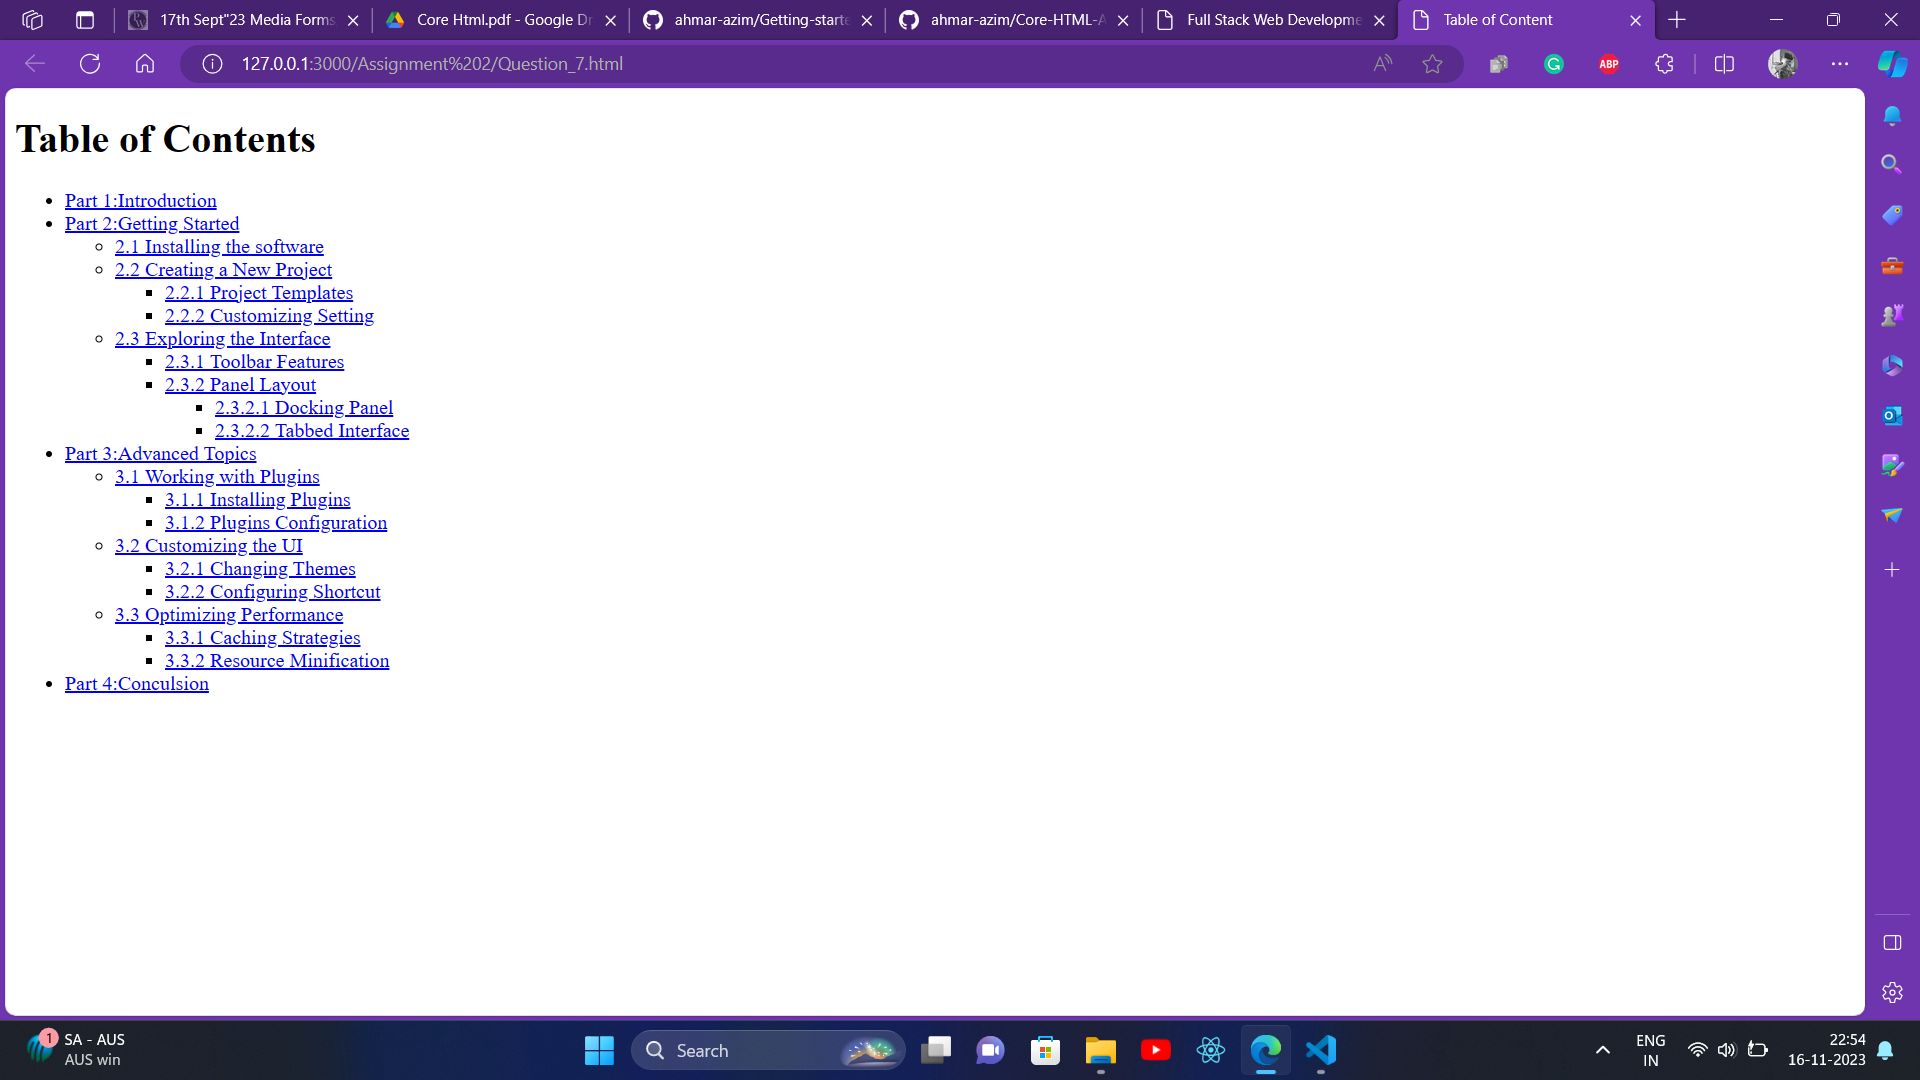 17th Sept"23 Media Forms
Core Html.pdf - Google Dr
ahmar-azim/Getting-starte
ahmar-azim/Core-HTML-A
Full Stack Web Developme
Table of Content
127.0.0.1:3000/Assignment%202/Question_7.html
ABP
Table of Contents
Part 1:Introduction
Part 2:Getting Started
2.1 Installing the software
2.2 Creating a New Project
2.2.1 Project Templates
2.2.2 Customizing Setting
2.3 Exploring the Interface
2.3.1 Toolbar Features
2.3.2 Panel Layout
2.3.2.1 Docking Panel
2.3.2.2 Tabbed Interface
Part 3:Advanced Topics
3.1 Working with Plugins
3.1.1 Installing Plugins
3.1.2 Plugins Configuration
3.2 Customizing the UI
3.2.1 Changing Themes
3.2.2 Configuring Shortcut
3.3 Optimizing Performance
3.3.1 Caching Strategies
3.3.2 Resource Minification
Part 4:Conculsion
1
SA - AUS
AUS win
Search
ENG
IN
22:54
16-11-2023